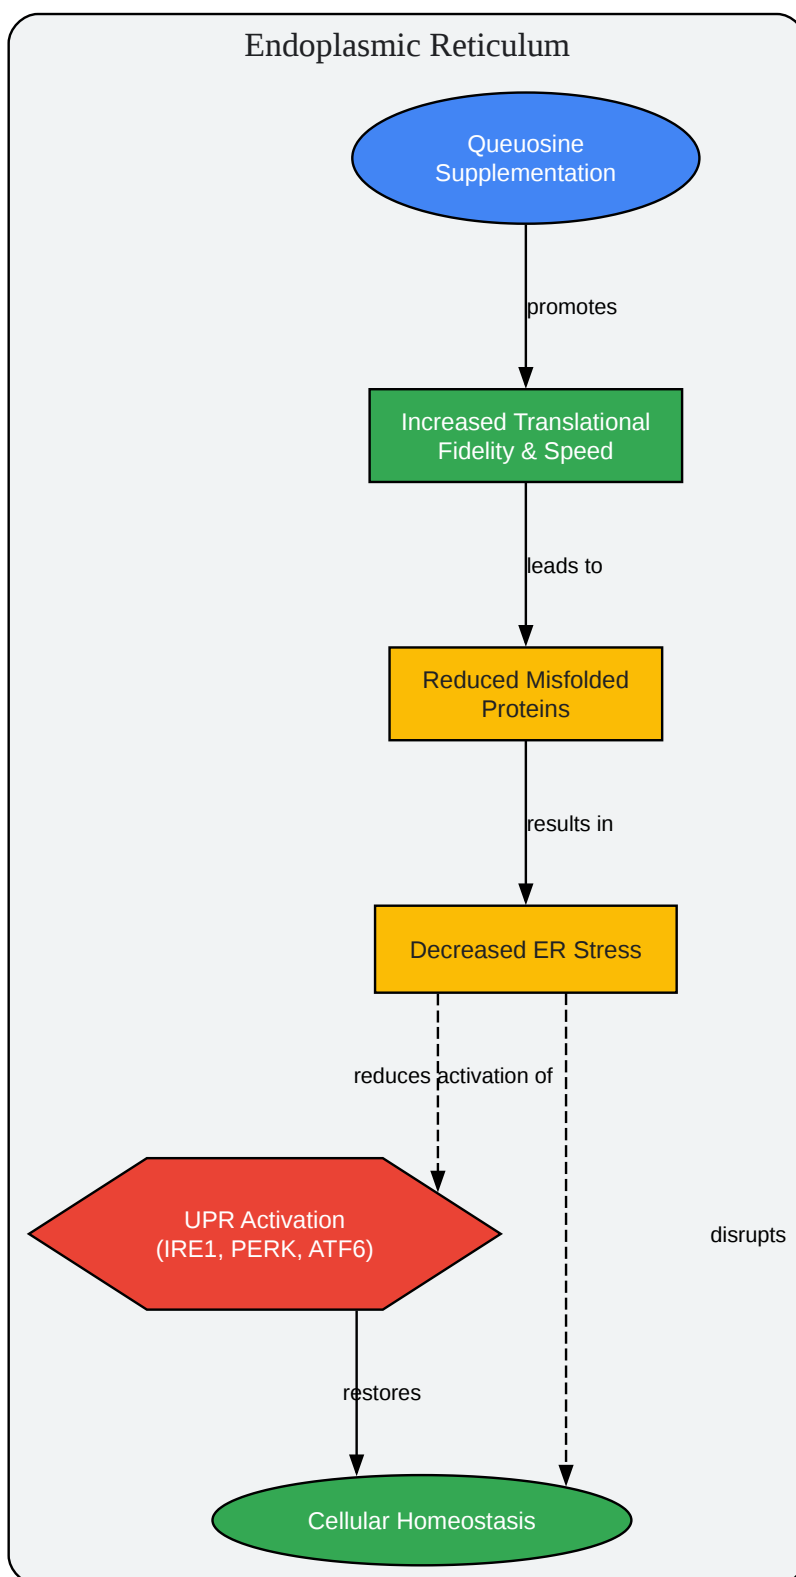 Endoplasmic Reticulum
Queuosine
Supplementation
promotes
Increased Translational
Fidelity & Speed
leads to
Reduced Misfolded
Proteins
results in
Decreased ER Stress
reduces activation of
UPR Activation
(IRE1, PERK, ATF6)
disrupts
restores
Cellular Homeostasis